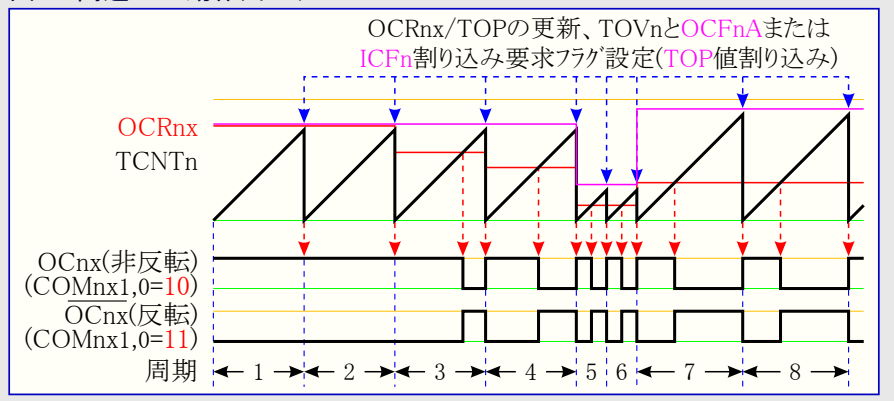 OCRnx/TOPの更新、TOVnとOCFnAまたは
ICFn割り込み要求フラグ設定(TOP値割り込み)
OCRnx
TCNTn
OCnx(非反転)
(COMnx1,0=10)
OCnx(反転)
(COMnx1,0=11)
周期 1 2 3 4 5 6 7 8